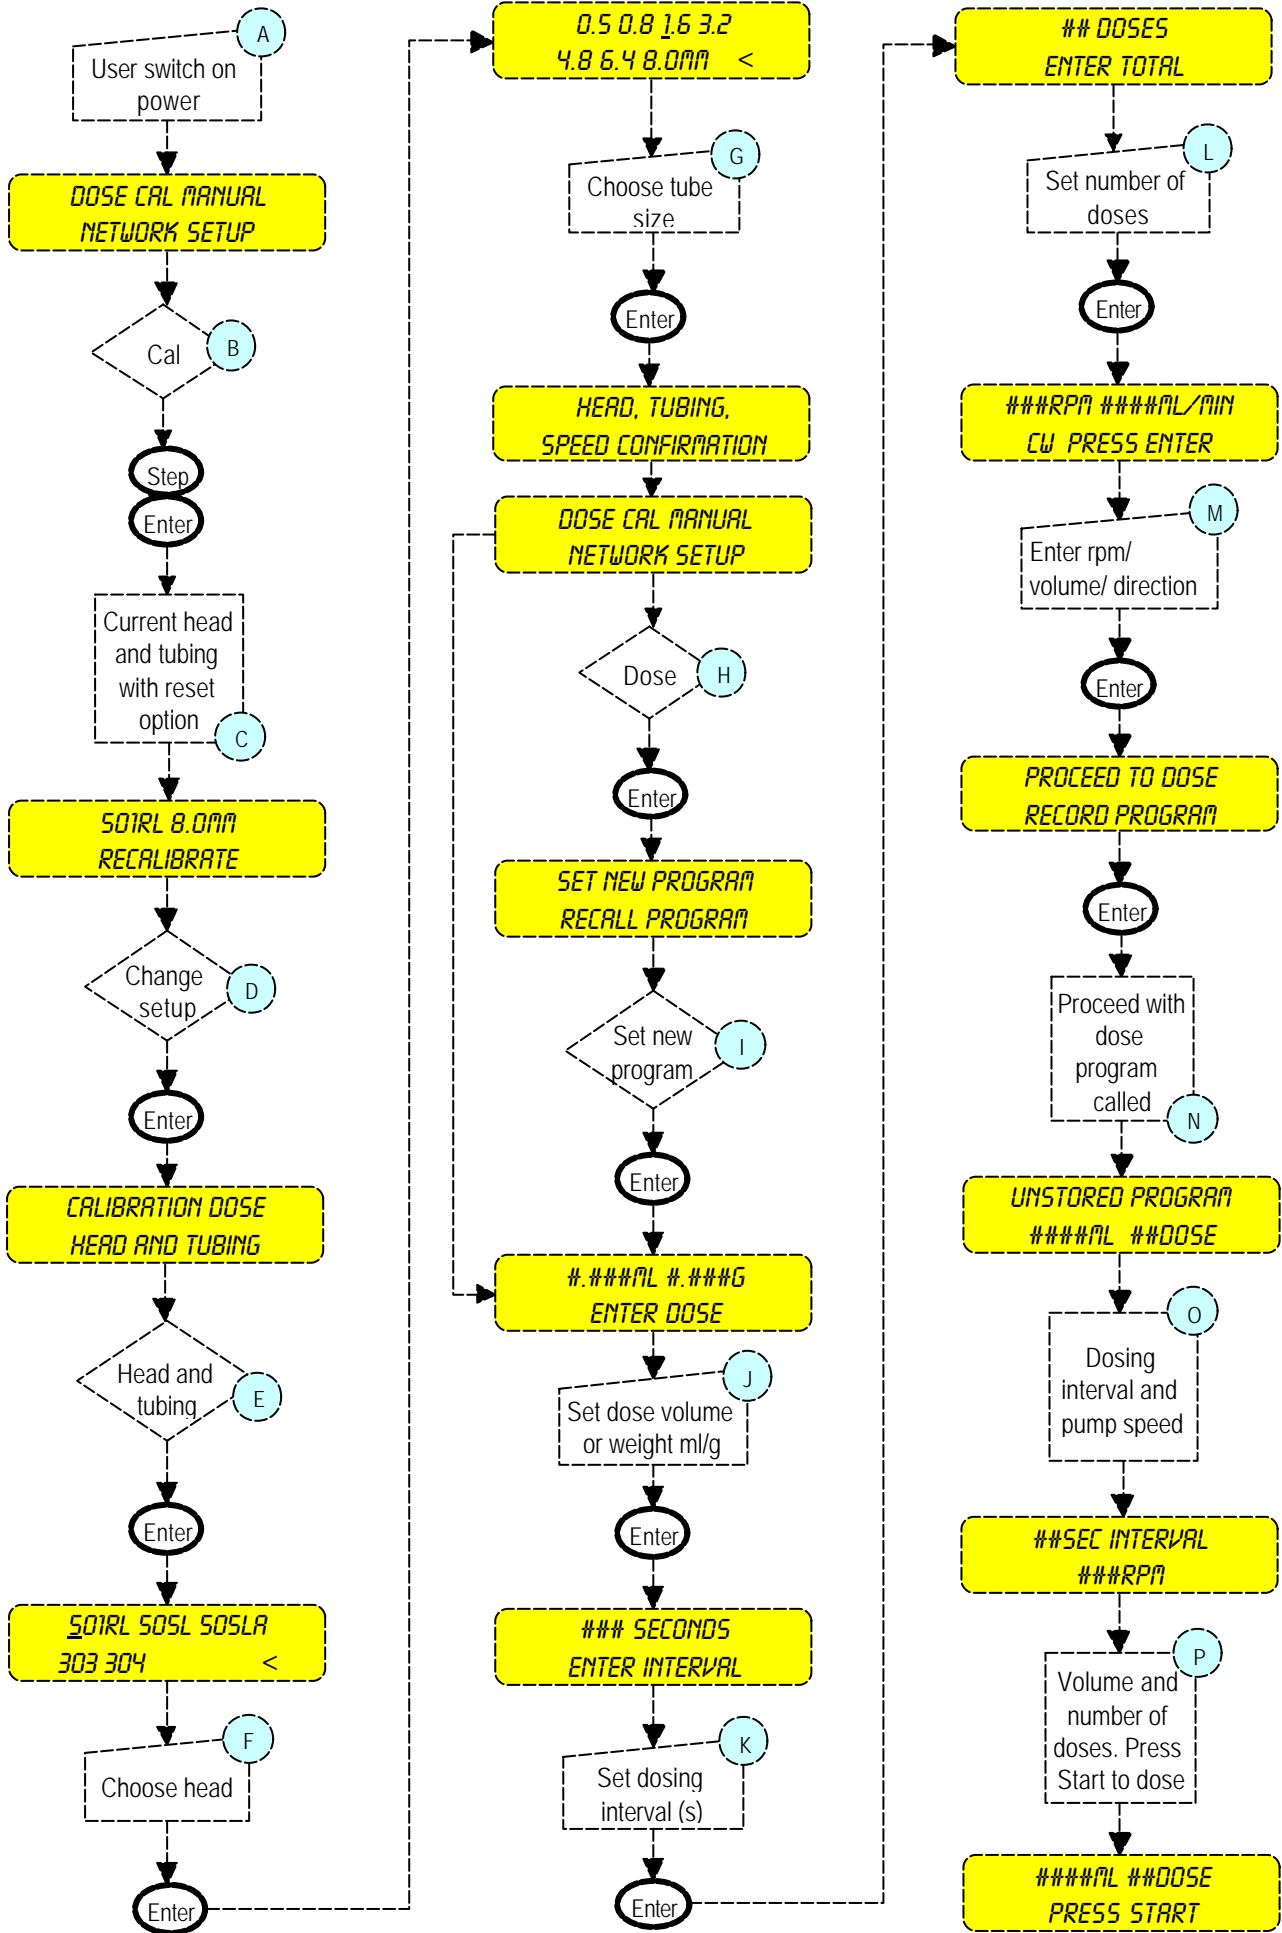 A
User switch on
power
DOSE CAL MANUAL
NETWORK SETUP
Cal
B
Step
Enter
Current head
and tubing
with reset
option
C
501RL 8.0MM
RECALIBRATE
Change
setup
D
Enter
CALIBRATION DOSE
HEAD AND TUBING
Head and
tubing
E
Enter
501RL 505L 505LA
303 304 <
F
Choose head
Enter
0.5 0.8 1.6 3.2
4.8 6.4 8.0MM <
G
Choose tube
size
Enter
HEAD, TUBING,
SPEED CONFIRMATION
DOSE CAL MANUAL
NETWORK SETUP
Dose
H
Enter
SET NEW PROGRAM
RECALL PROGRAM
Set new
program
I
Enter
#.###ML #.###G
ENTER DOSE
J
Set dose volume
or weight ml/g
Enter
### SECONDS
ENTER INTERVAL
K
Set dosing
interval (s)
Enter
## DOSES
ENTER TOTAL
L
Set number of
doses
Enter
###RPM ####ML/MIN
CW PRESS ENTER
M
Enter rpm/
volume/ direction
Enter
PROCEED TO DOSE
RECORD PROGRAM
Enter
Proceed with
dose
program
called
N
UNSTORED PROGRAM
####ML ##DOSE
O
Dosing
interval and
pump speed
##SEC INTERVAL
###RPM
P
Volume and
number of
doses. Press
Start to dose
####ML ##DOSE
PRESS START